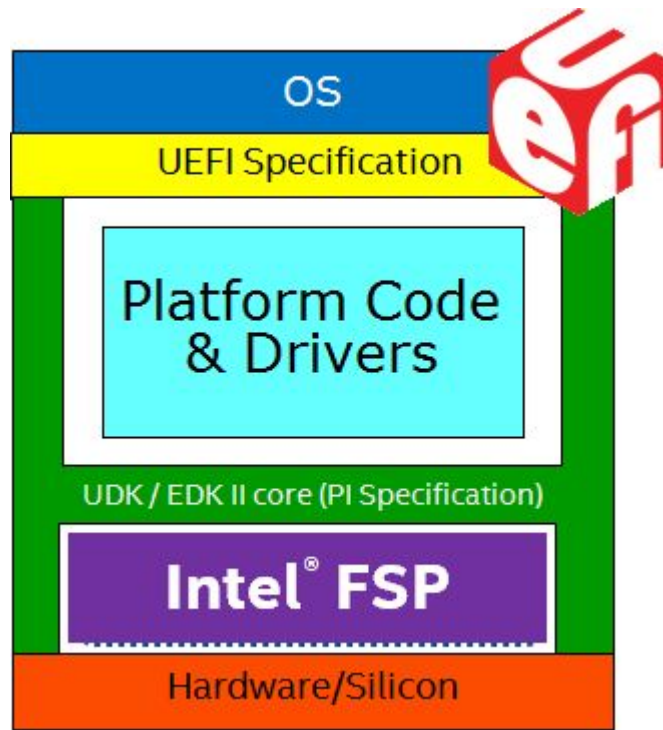 OS
UEFI
UEFI Specification
Platform Code
& Drivers
UDK / EDK II core (PI Specification)
Intel® FSP
Hardware/Silicon